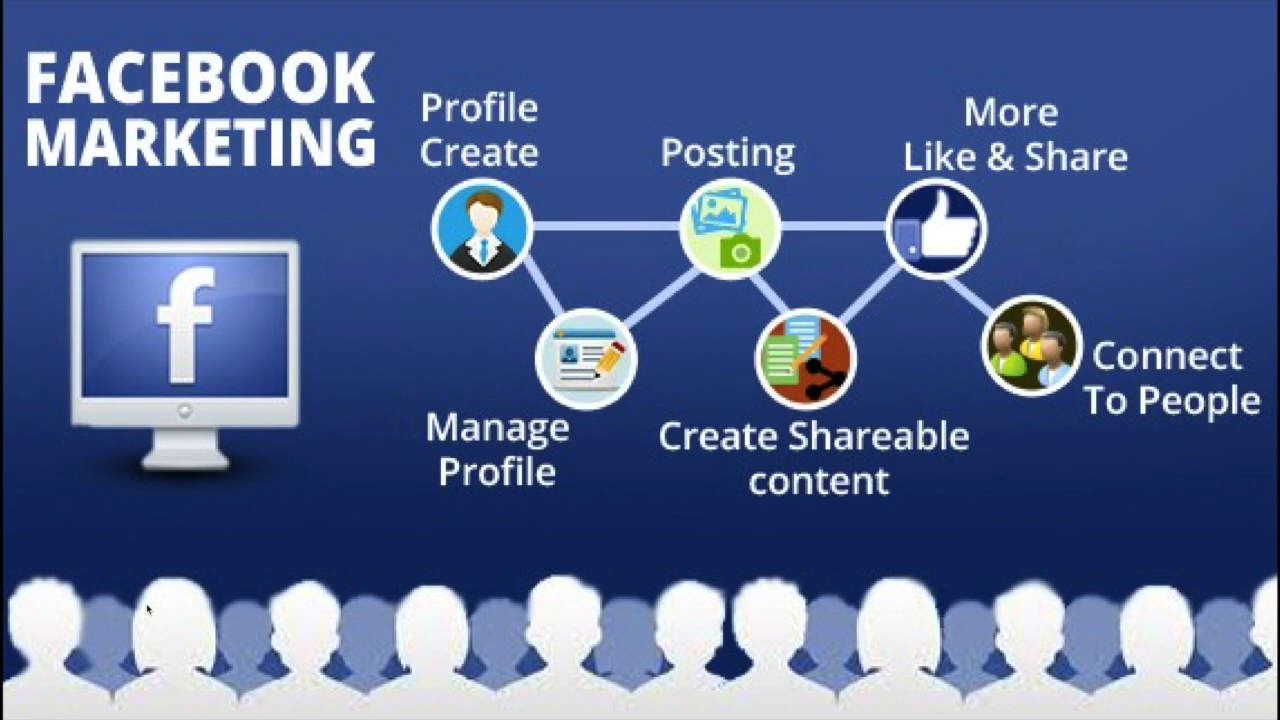 FACEBOOK
MARKETING
Profile
Create
Posting
More
Like & Share
f
Manage
Profile
Create Shareable
content
Connect
To People